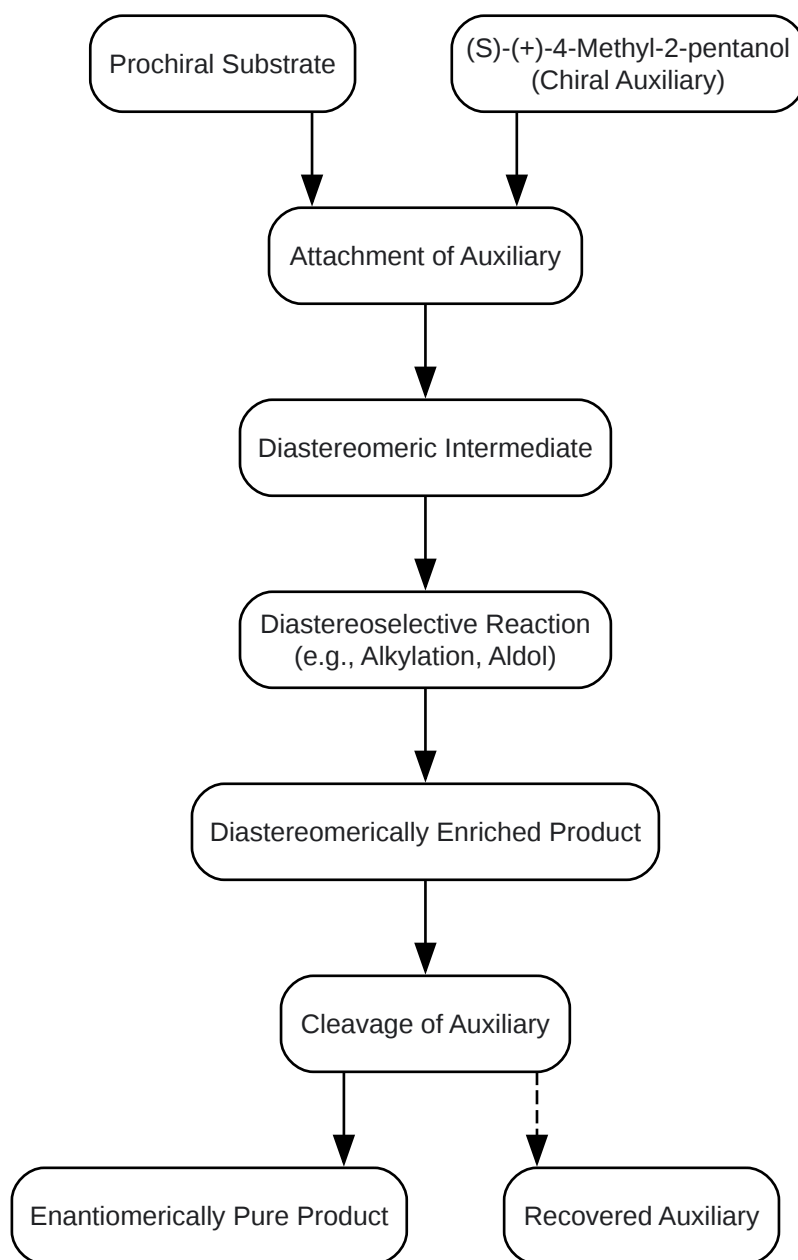 Prochiral Substrate
(S)-(+)-4-Methyl-2-pentanol
(Chiral Auxiliary)
Attachment of Auxiliary
Diastereomeric Intermediate
Diastereoselective Reaction
(e.g., Alkylation, Aldol)
Diastereomerically Enriched Product
Cleavage of Auxiliary
Enantiomerically Pure Product
Recovered Auxiliary